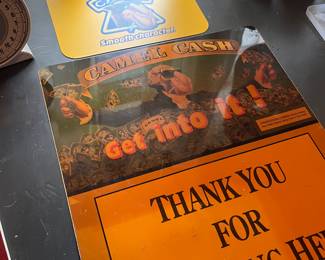 Smooth character.
CAMEL CASH
Get into it!
THANK YOU
FOR